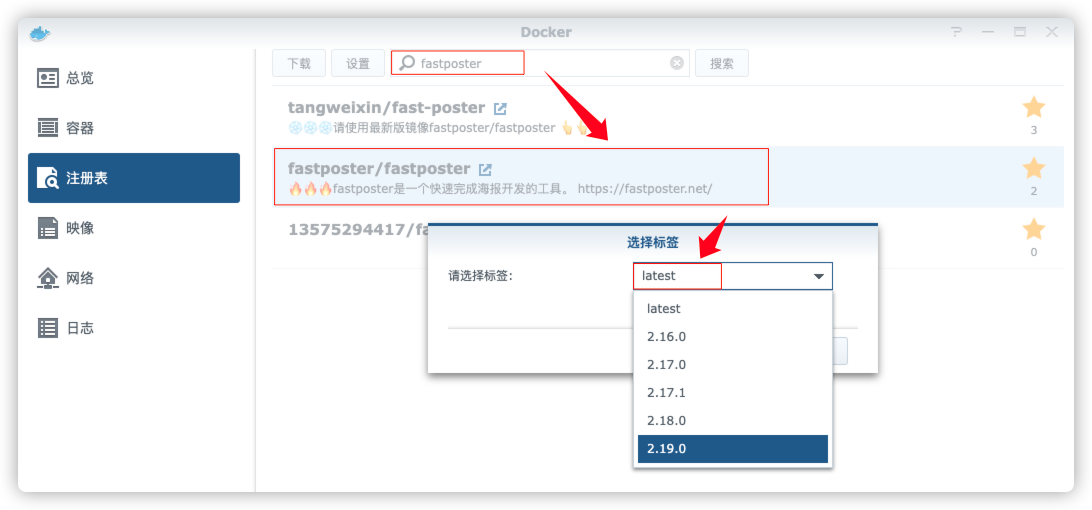 Docker
总览
容器
注册表
映像
网络
日志
下载 设置 fastposter 搜索
tangweixin/fast-poster
请使用最新版镜像fastposter/fastposter
3
fastposter/fastposter
fastposter是一个快速完成海报开发的工具。 https://fastposter.net/
2
13575294417/fa
0
选择标签
请选择标签: latest
latest
2.16.0
2.17.0
2.17.1
2.18.0
2.19.0